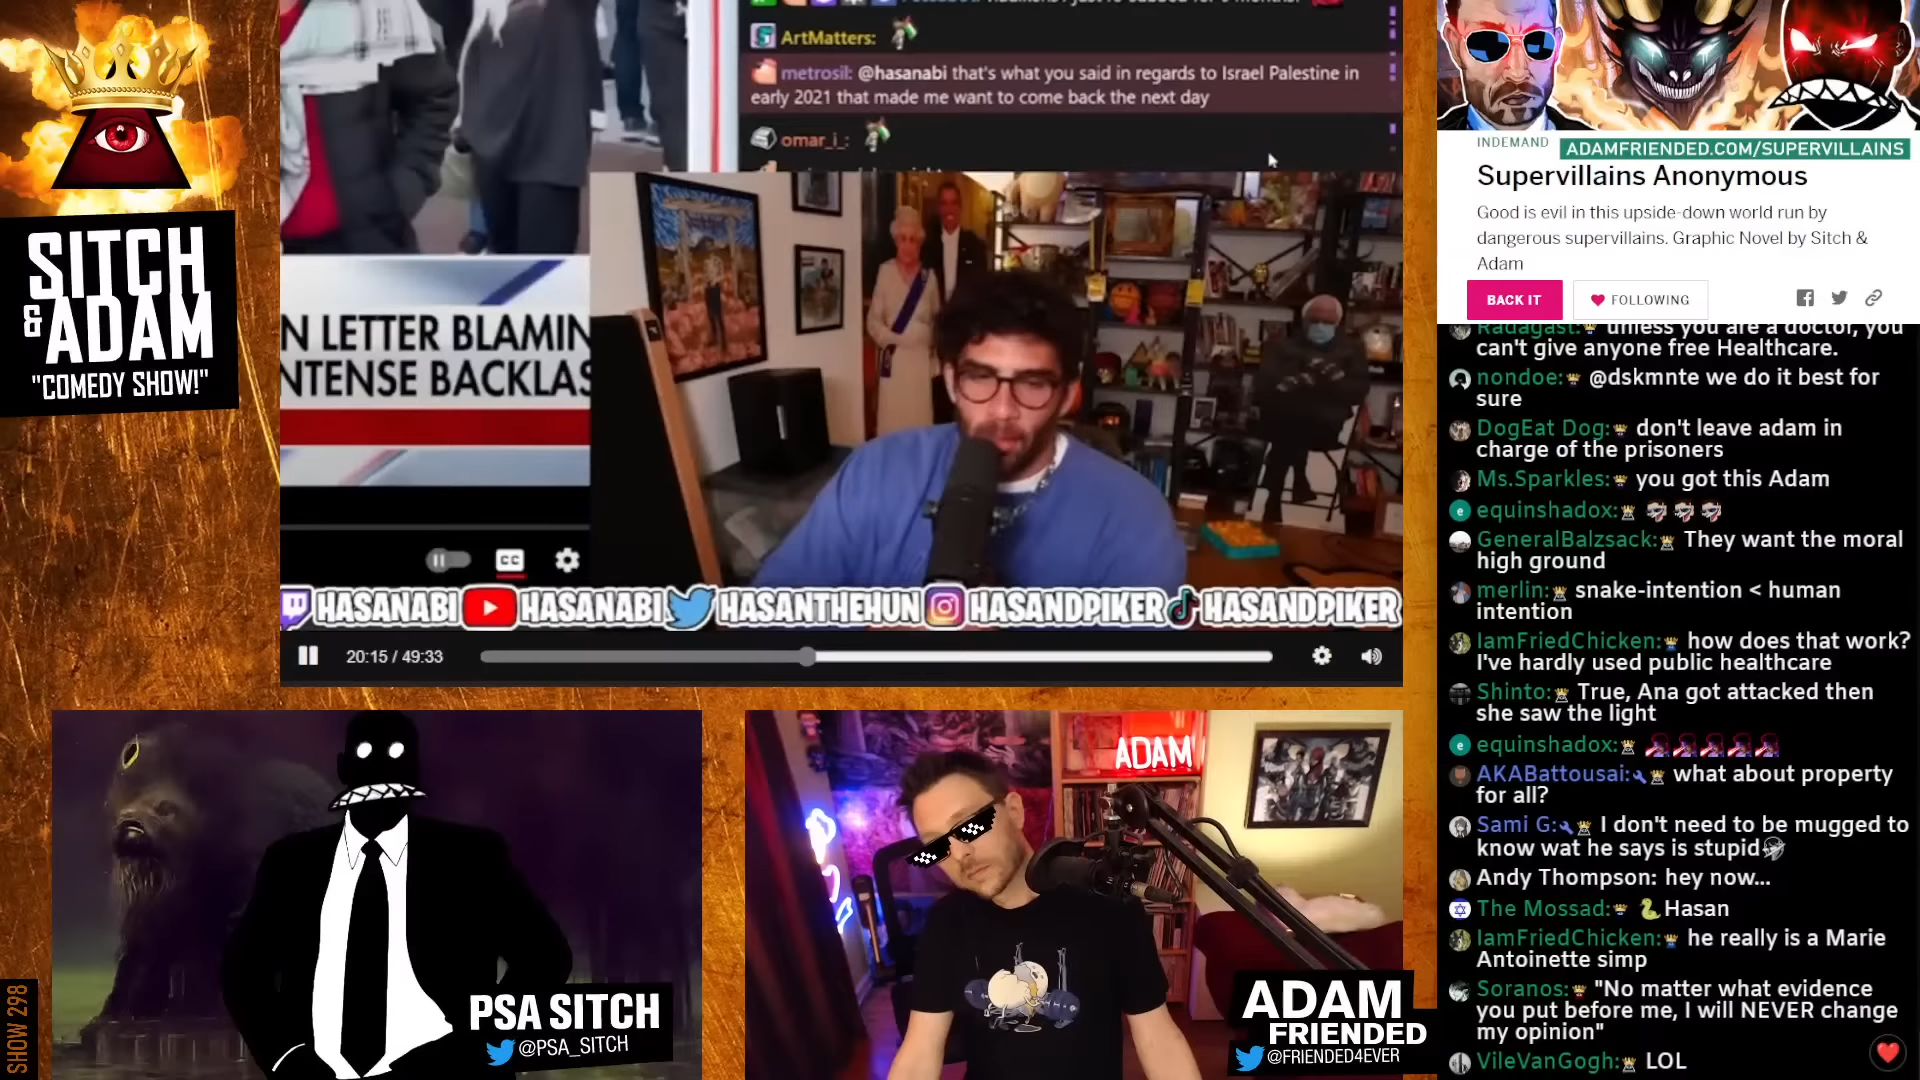 SITCH
& ADAM
"COMEDY SHOW!"
SHOW 298
ArtMatters:
metrosil: @hasanabi that's what you said in regards to Israel Palestine in
early 2021 that made me want to come back the next day
omar_i_:
N LETTER BLAMIN
NTENSE BACKLAS
CC
HASANABI HASANABI HASANTHEHUN HASANDPIKER HASANDPIKER
20:15 / 49:33
PSA SITCH
@PSA_SITCH
ADAM
ADAM
FRIENDED
@FRIENDED4EVER
INDEMAND
ADAMFRIENDED.COM/SUPERVILLAINS
Supervillains Anonymous
Good is evil in this upside-down world run by
dangerous supervillains. Graphic Novel by Sitch &
Adam
BACK IT
FOLLOWING
Radagast: unless you are a doctor, you
can't give anyone free Healthcare.
nondoe: @dskmnte we do it best for
sure
DogEat Dog: don't leave adam in
charge of the prisoners
Ms.Sparkles: you got this Adam
equinshadox:
GeneralBalzsack: They want the moral
high ground
merlin: snake-intention < human
intention
IamFriedChicken: how does that work?
I've hardly used public healthcare
Shinto: True, Ana got attacked then
she saw the light
equinshadox:
AKABattousai: what about property
for all?
Sami G: I don't need to be mugged to
know wat he says is stupid
Andy Thompson: hey now...
The Mossad: Hasan
IamFriedChicken: he really is a Marie
Antoinette simp
Soranos: "No matter what evidence
you put before me, I will NEVER change
my opinion"
VileVanGogh: LOL